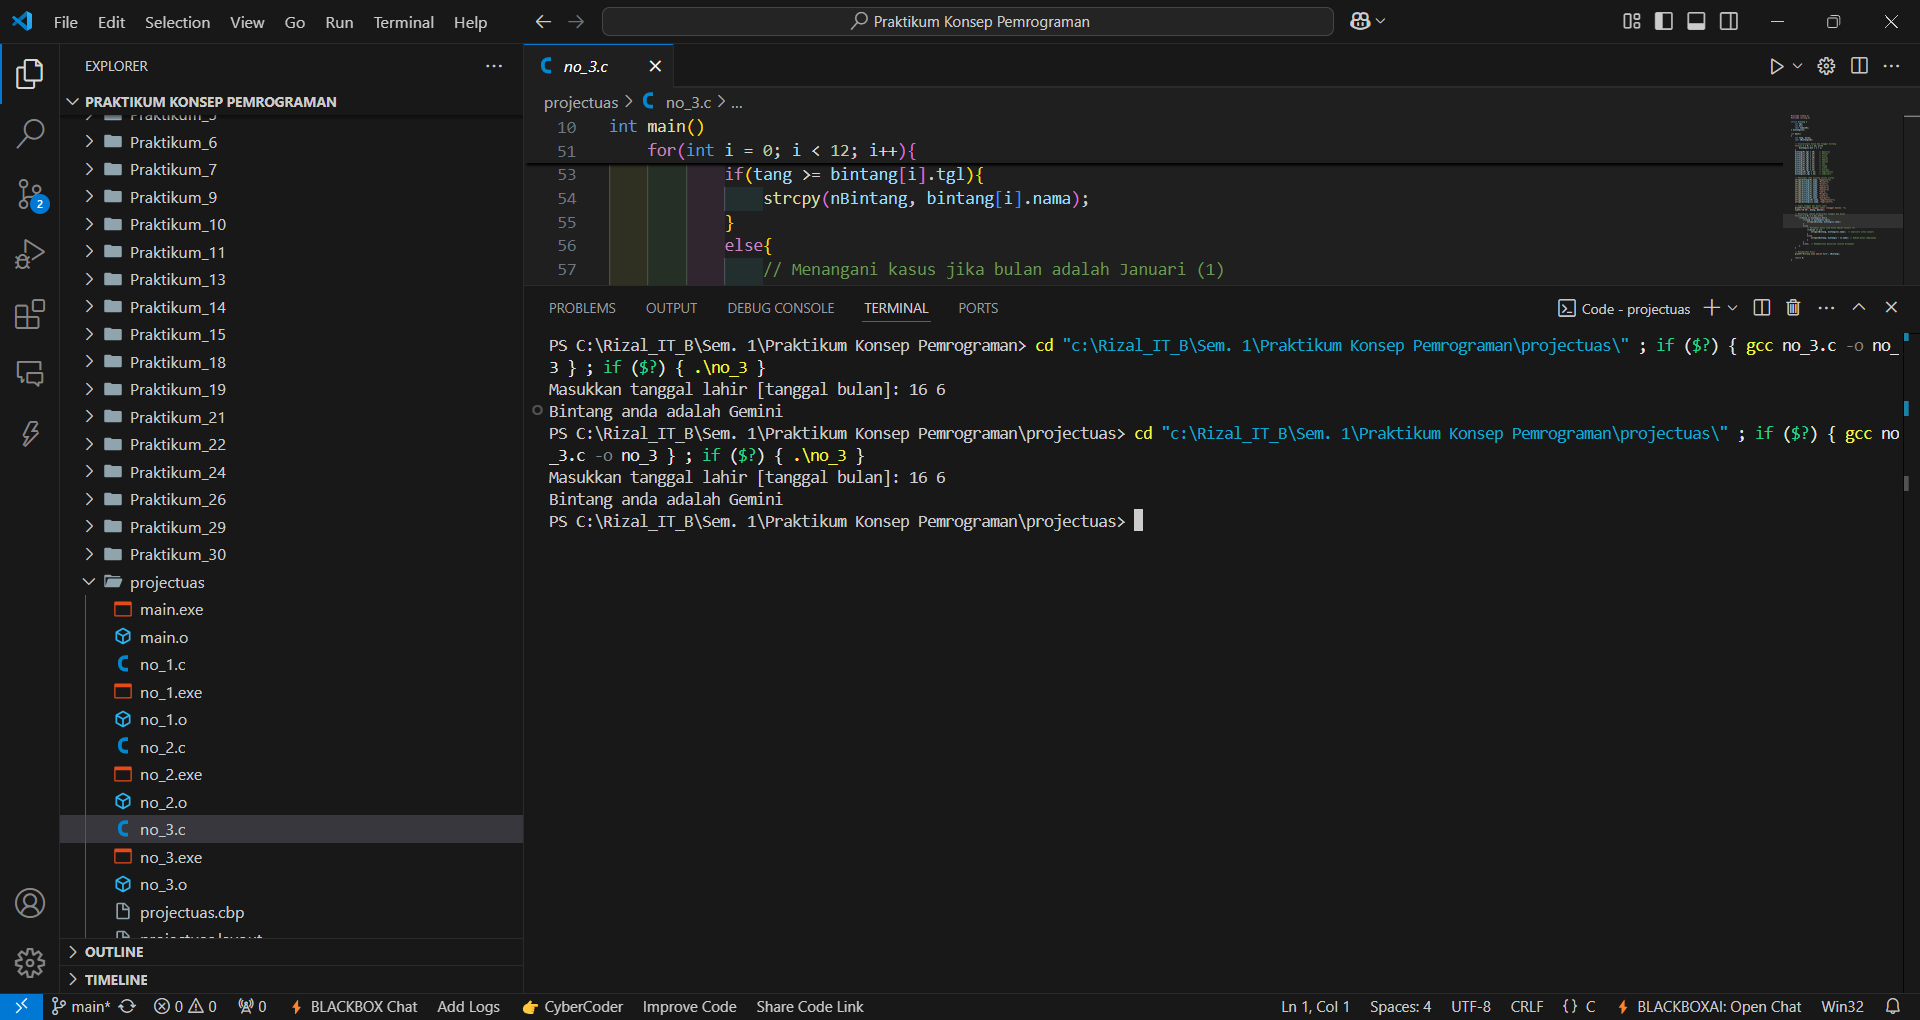 File Edit Selection View Go Run Terminal Help
Praktikum Konsep Pemrograman
EXPLORER
PRAKTIKUM KONSEP PEMROGRAMAN
Praktikum_5
Praktikum_6
Praktikum_7
Praktikum_9
Praktikum_10
Praktikum_11
Praktikum_13
Praktikum_14
Praktikum_15
Praktikum_18
Praktikum_19
Praktikum_21
Praktikum_22
Praktikum_24
Praktikum_26
Praktikum_29
Praktikum_30
projectuas
main.exe
main.o
no_1.c
no_1.exe
no_1.o
no_2.c
no_2.exe
no_2.o
no_3.c
no_3.exe
no_3.o
projectuas.cbp
projectuas.layout
OUTLINE
TIMELINE
2
no_3.c
projectuas > no_3.c > ...
10 int main()
51 for(int i = 0; i < 12; i++){
53 if(tang >= bintang[i].tgl){
54 strcpy(nBintang, bintang[i].nama);
55 }
56 else{
57 // Menangani kasus jika bulan adalah Januari (1)
PROBLEMS OUTPUT DEBUG CONSOLE TERMINAL PORTS
Code - projectuas
PS C:\Rizal_IT_B\Sem. 1\Praktikum Konsep Pemrograman> cd "c:\Rizal_IT_B\Sem. 1\Praktikum Konsep Pemrograman\projectuas\" ; if ($?) { gcc no_3.c -o no_
3 } ; if ($?) { .\no_3 }
Masukkan tanggal lahir [tanggal bulan]: 16 6
Bintang anda adalah Gemini
PS C:\Rizal_IT_B\Sem. 1\Praktikum Konsep Pemrograman\projectuas> cd "c:\Rizal_IT_B\Sem. 1\Praktikum Konsep Pemrograman\projectuas\" ; if ($?) { gcc no
_3.c -o no_3 } ; if ($?) { .\no_3 }
Masukkan tanggal lahir [tanggal bulan]: 16 6
Bintang anda adalah Gemini
PS C:\Rizal_IT_B\Sem. 1\Praktikum Konsep Pemrograman\projectuas>
main* 0 0 0 BLACKBOX Chat Add Logs CyberCoder Improve Code Share Code Link
Ln 1, Col 1 Spaces: 4 UTF-8 CRLF {} C BLACKBOXAI: Open Chat Win32